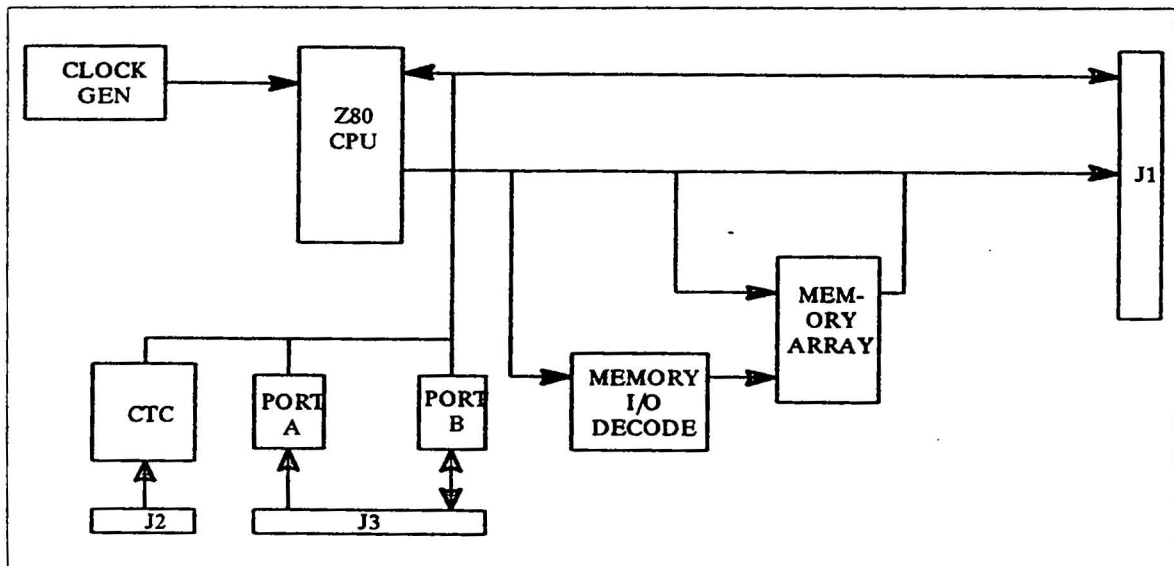 CLOCK
GEN
Z80
CPU
J1
MEM-
ORY
ARRAY
MEMORY
I/O
DECODE
CTC
PORT
A
PORT
B
J2
J3